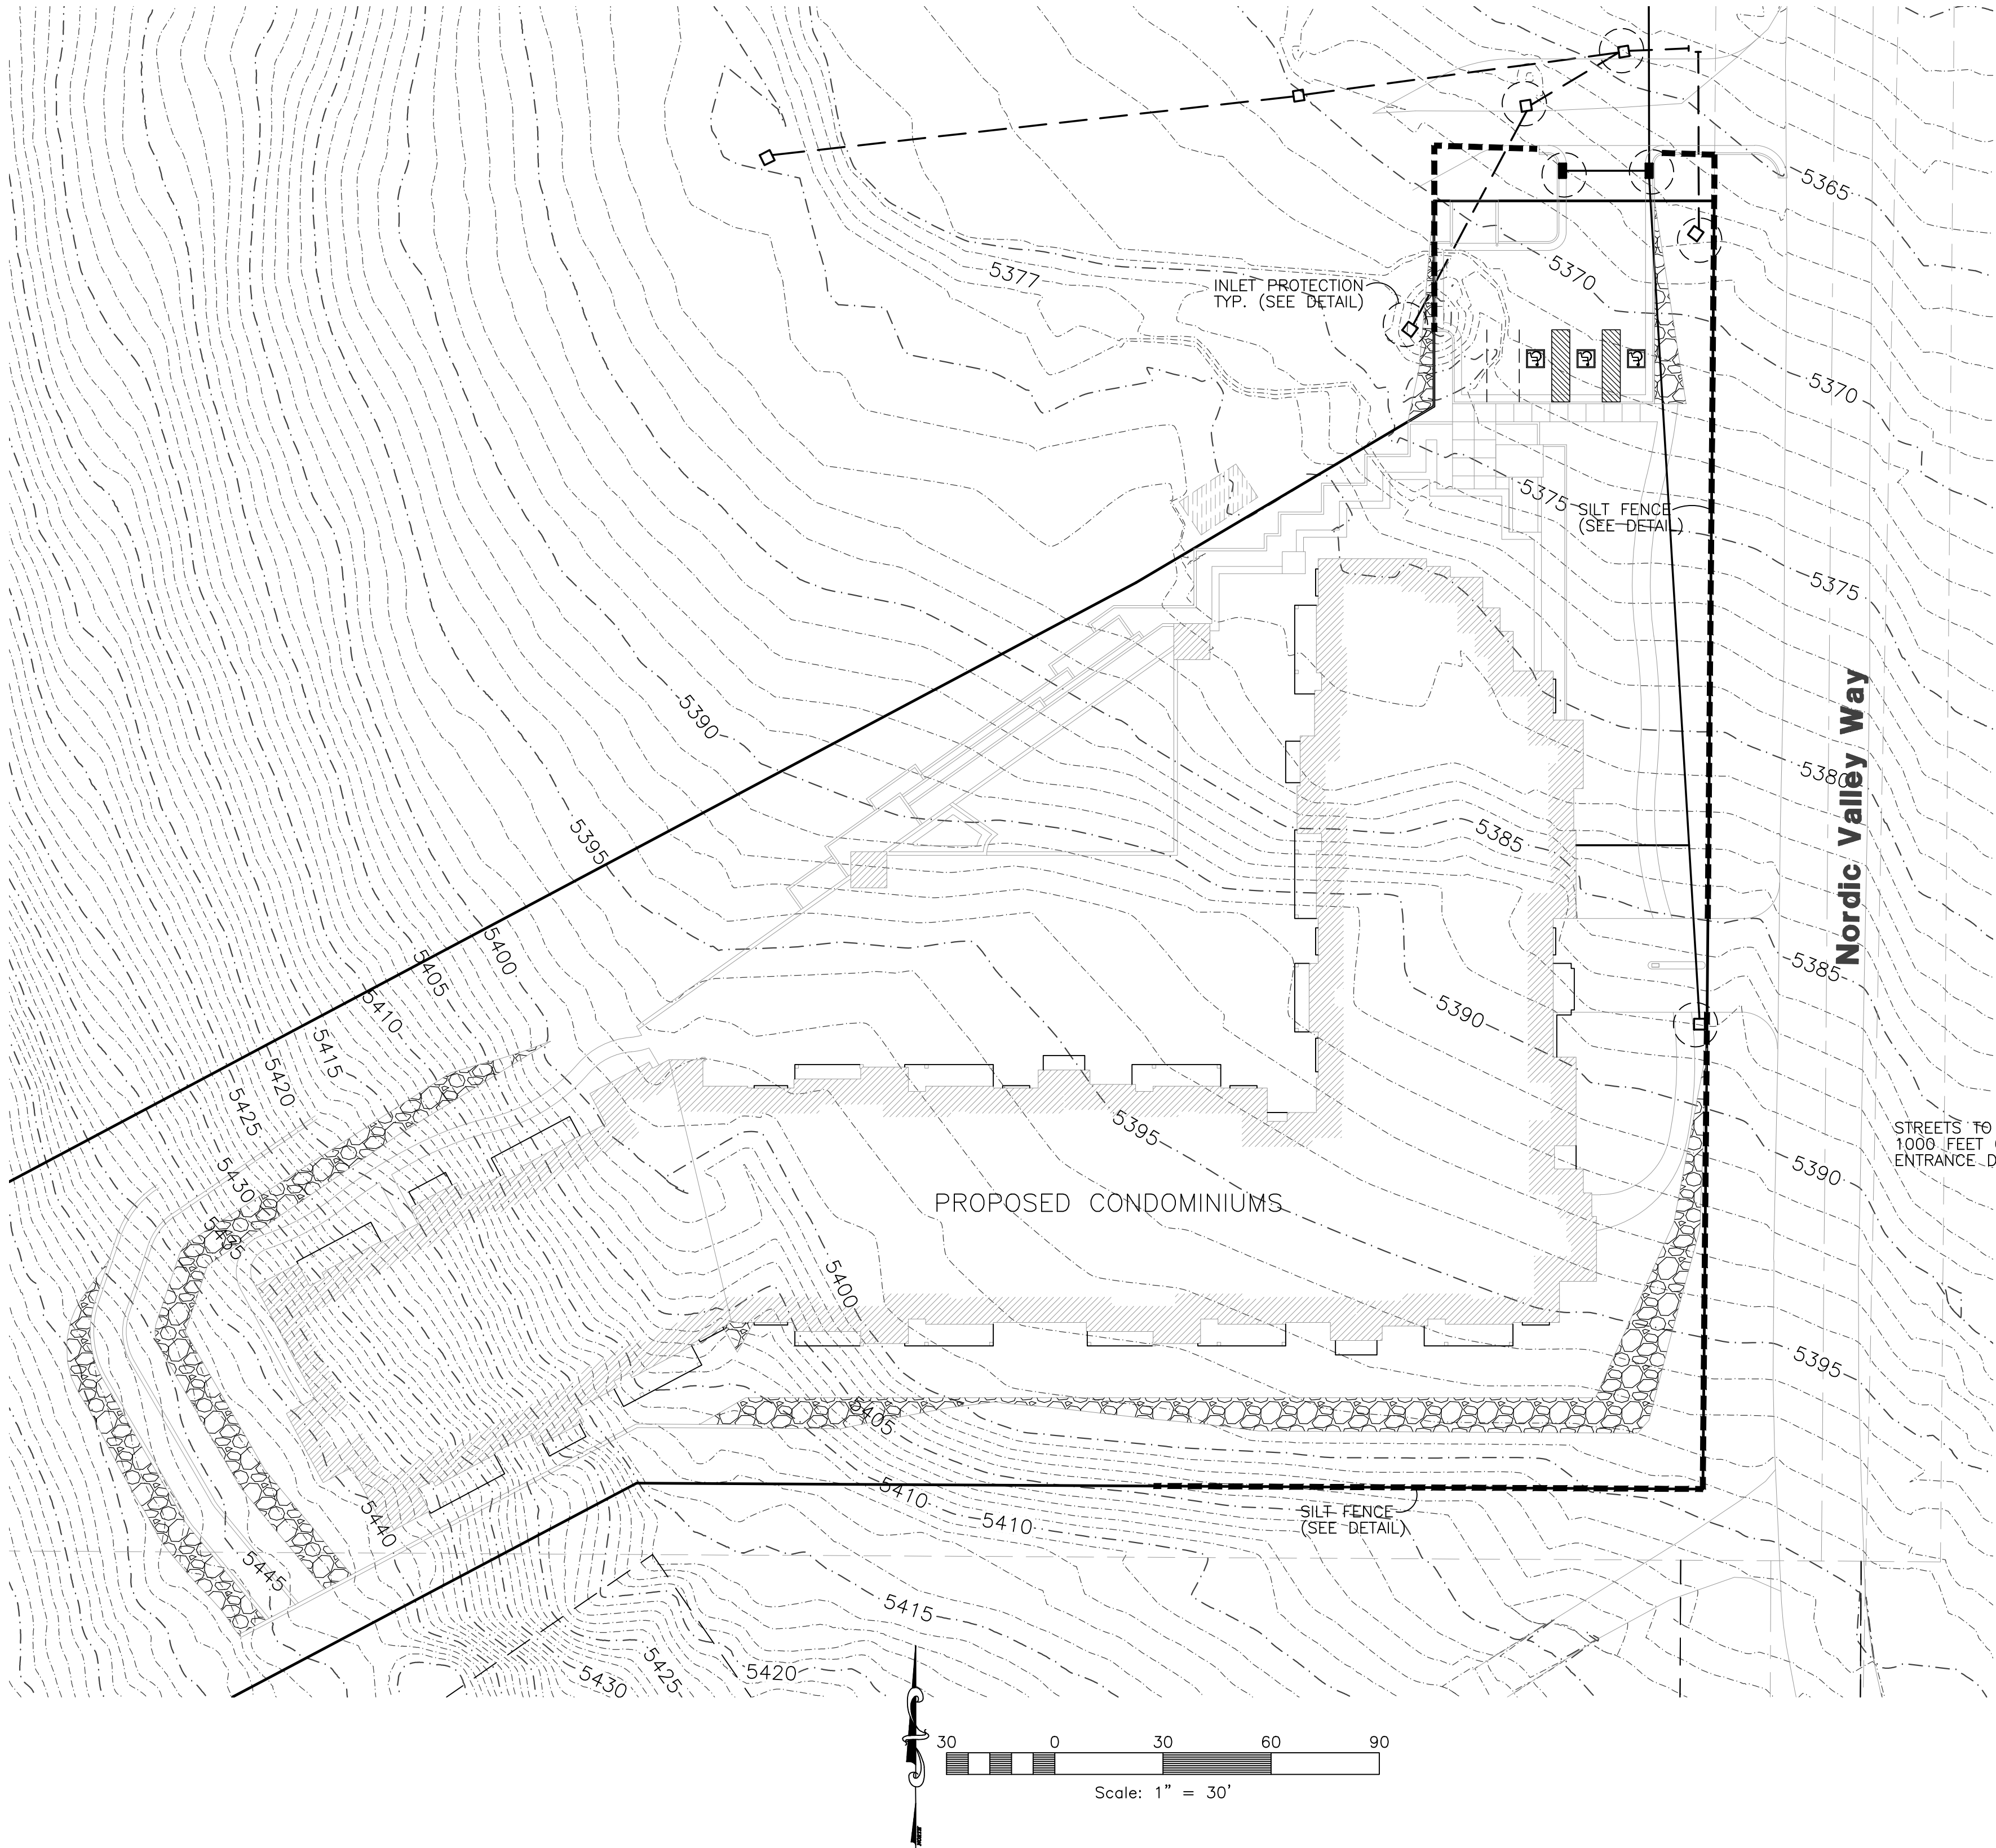 5365
5377
5370
INLET PROTECTION
TYP. (SEE DETAIL)
5370
5375
SILT FENCE
(SEE DETAIL)
5375
5390
Nordic Valley Way
5380
5395
5385
5400
5405
5385
5410
5390
5415
5420
5425
5395
STREETS TO
1000 FEET
ENTRANCE D
5430
5390
PROPOSED CONDOMINIUMS
5435
5400
5395
5405
5410
SILT FENCE
(SEE DETAIL)
5410
5440
5445
5415
5430
5425
5420
30 0 30 60 90
Scale: 1" = 30'